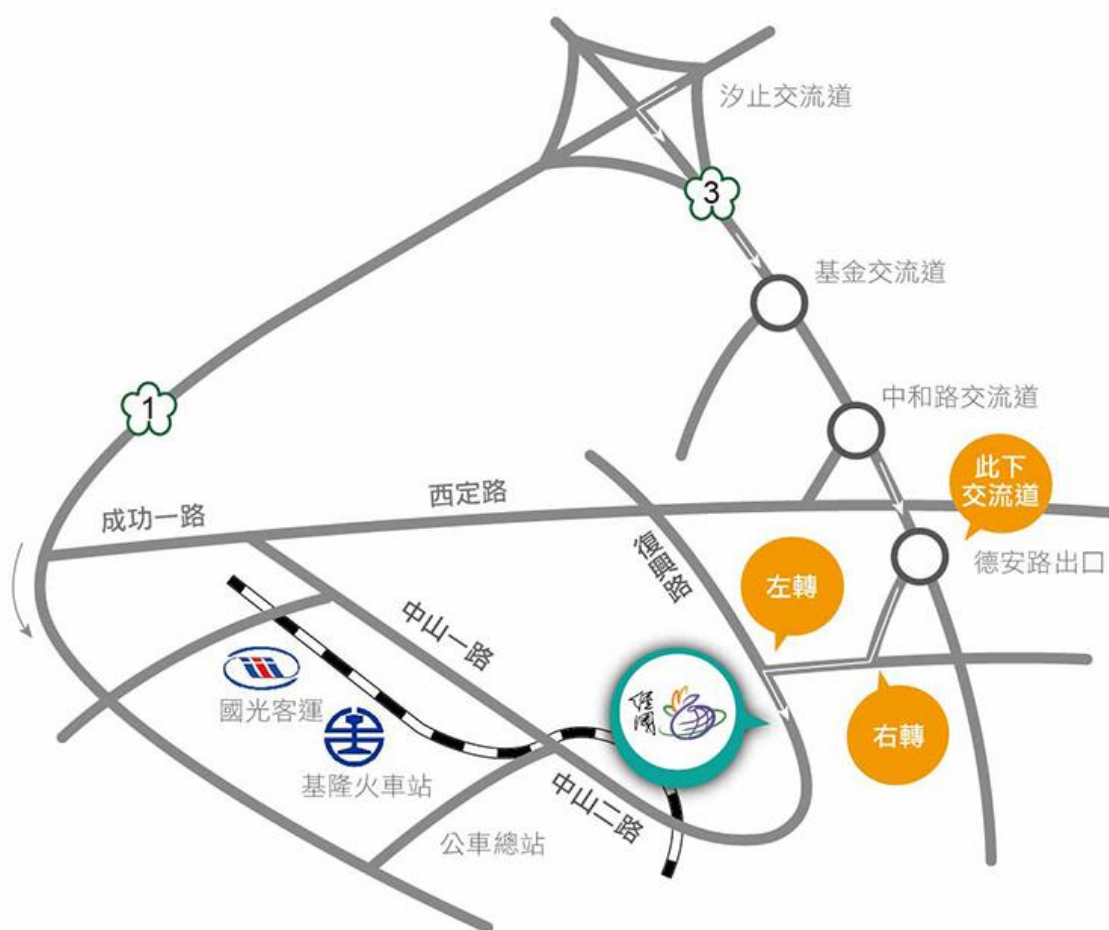 汐止交流道
3
基金交流道
1
中和路交流道
此下
交流道
西定路
成功一路
復興路
德安路出口
左轉
中山一路
經國
國光客運
右轉
基隆火車站
中山二路
公車總站